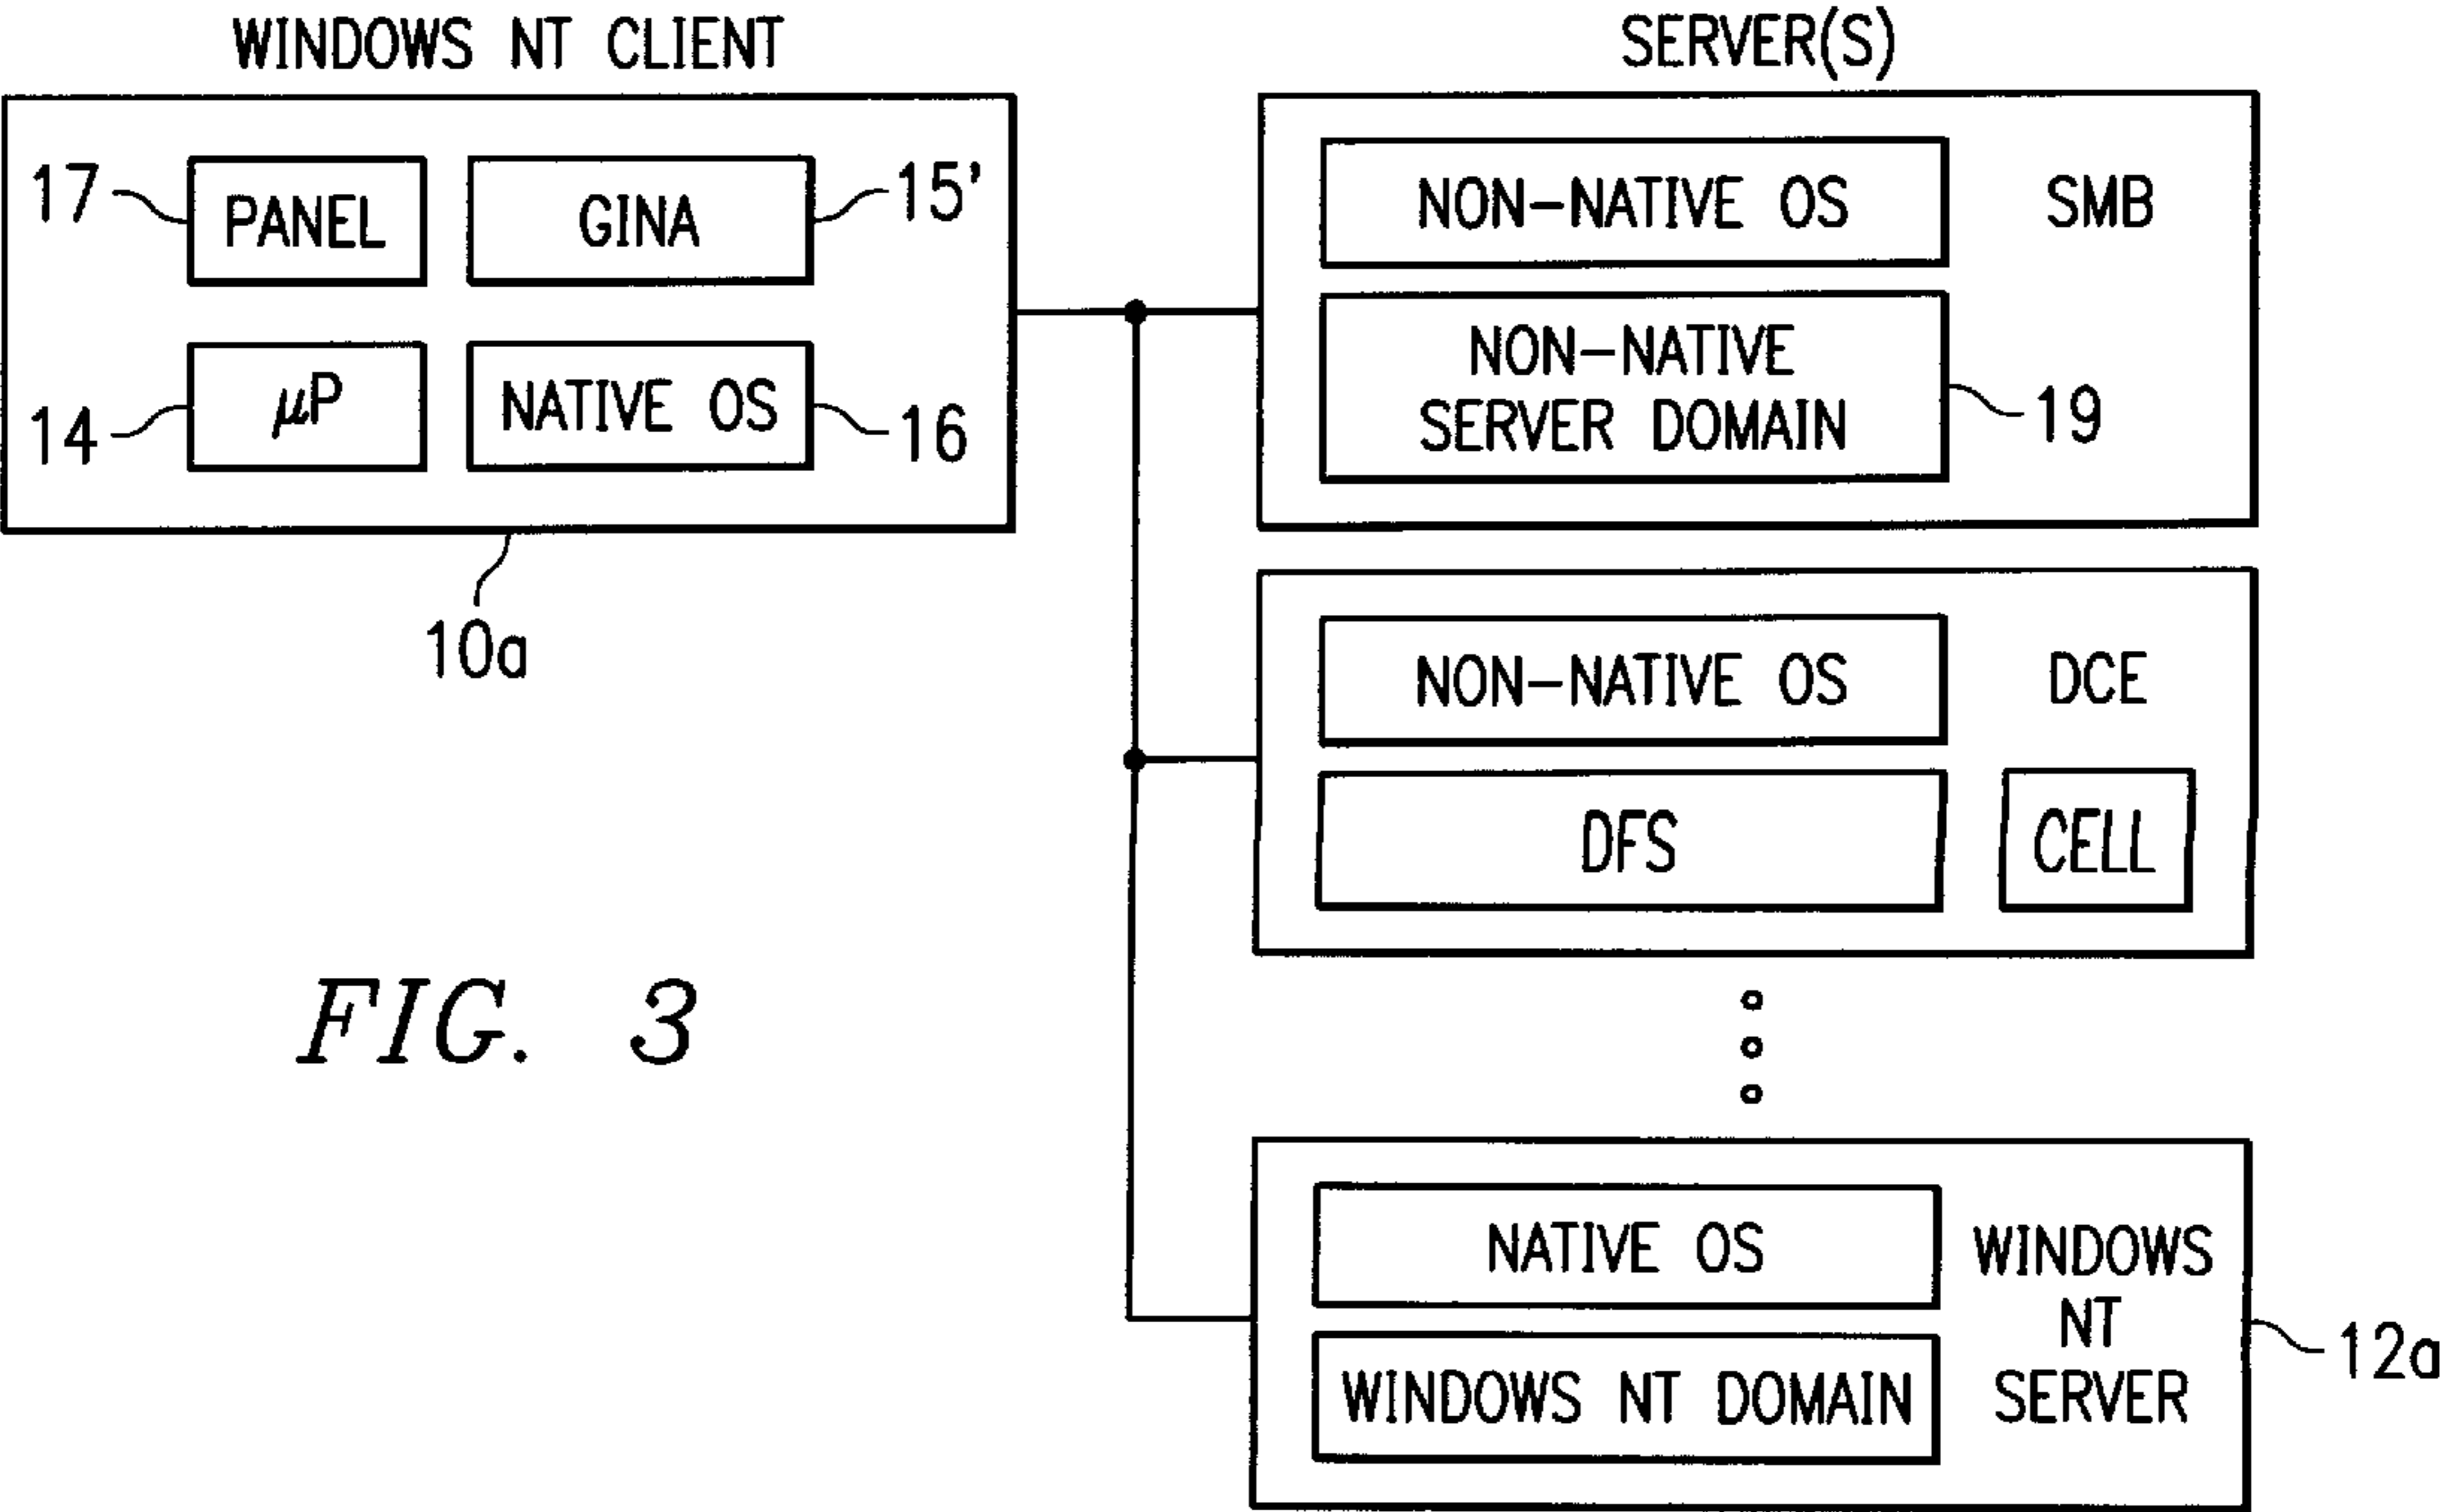 WINDOWS NT CLIENT
17
PANEL
GINA
15'
14
μP
NATIVE OS
16
10a
SERVER(S)
NON-NATIVE OS
SMB
NON-NATIVE
SERVER DOMAIN
19
NON-NATIVE OS
DCE
DFS
CELL
NATIVE OS
WINDOWS
NT
SERVER
WINDOWS NT DOMAIN
12a
FIG. 3